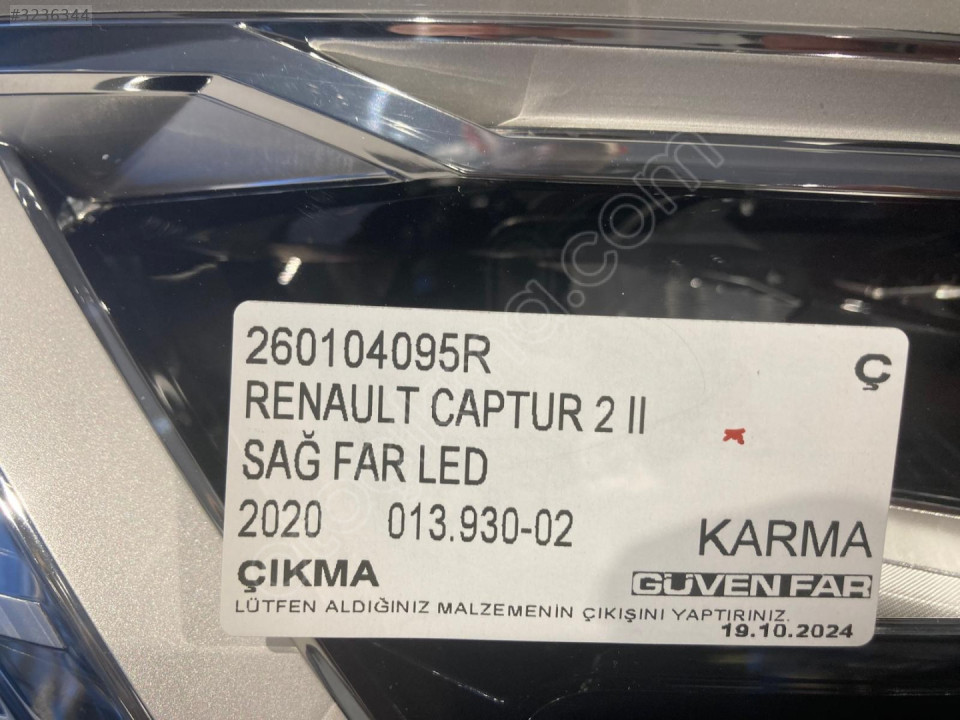 #3236344
260104095R
Ç
RENAULT CAPTUR 2 II
SAĞ FAR LED
2020 013.930-02
KARMA
ÇIKMA
GÜVEN FAR
LÜTFEN ALDIĞINIZ MALZEMENİN ÇIKIŞINI YAPTIRINIZ.
19.10.2024